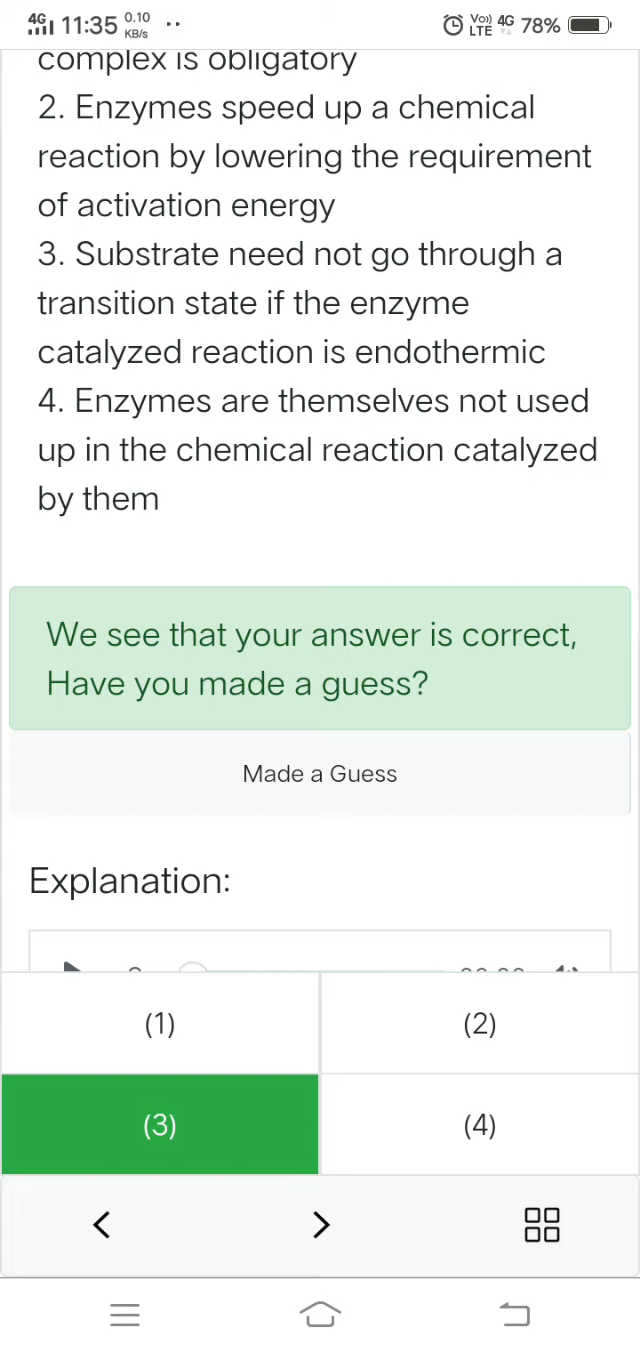 4G 11:35 0.10 KB/s ·· VoLTE 4G 78%
complex is obligatory
2. Enzymes speed up a chemical
reaction by lowering the requirement
of activation energy
3. Substrate need not go through a
transition state if the enzyme
catalyzed reaction is endothermic
4. Enzymes are themselves not used
up in the chemical reaction catalyzed
by them
We see that your answer is correct,
Have you made a guess?
Made a Guess
Explanation:
(1) (2)
(3) (4)